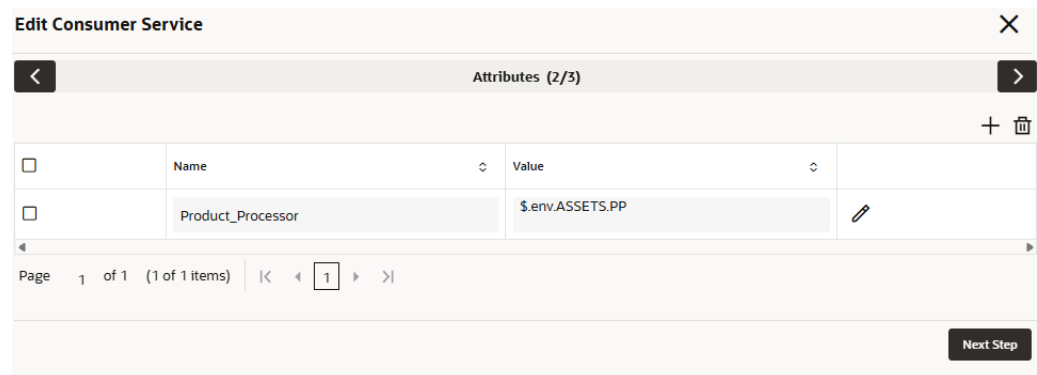 Edit Consumer Service
Attributes (2/3)
Name Value
Product_Processor $.env.ASSETS.PP
Page 1 of 1 (1 of 1 items) 1
Next Step